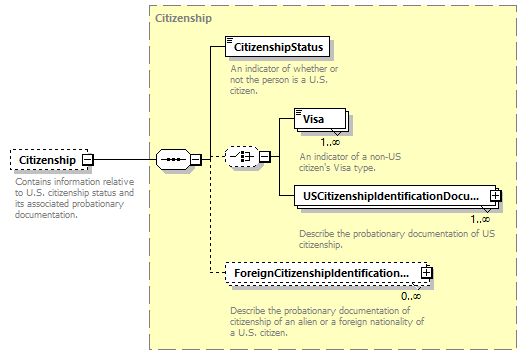 Citizenship
CitizenshipStatus
An indicator of whether or
not the person is a U.S.
citizen.
Visa
1..∞
An indicator of a non-US
citizen's Visa type.
Citizenship
Contains information relative
to U.S. citizenship status and
its associated probationary
documentation.
USCitizenshipIdentificationDocu...
1..∞
Describe the probationary documentation of US
citizenship.
ForeignCitizenshipIdentification...
0..∞
Describe the probationary documentation of
citizenship of an alien or a foreign nationality of
a U.S. citizen.